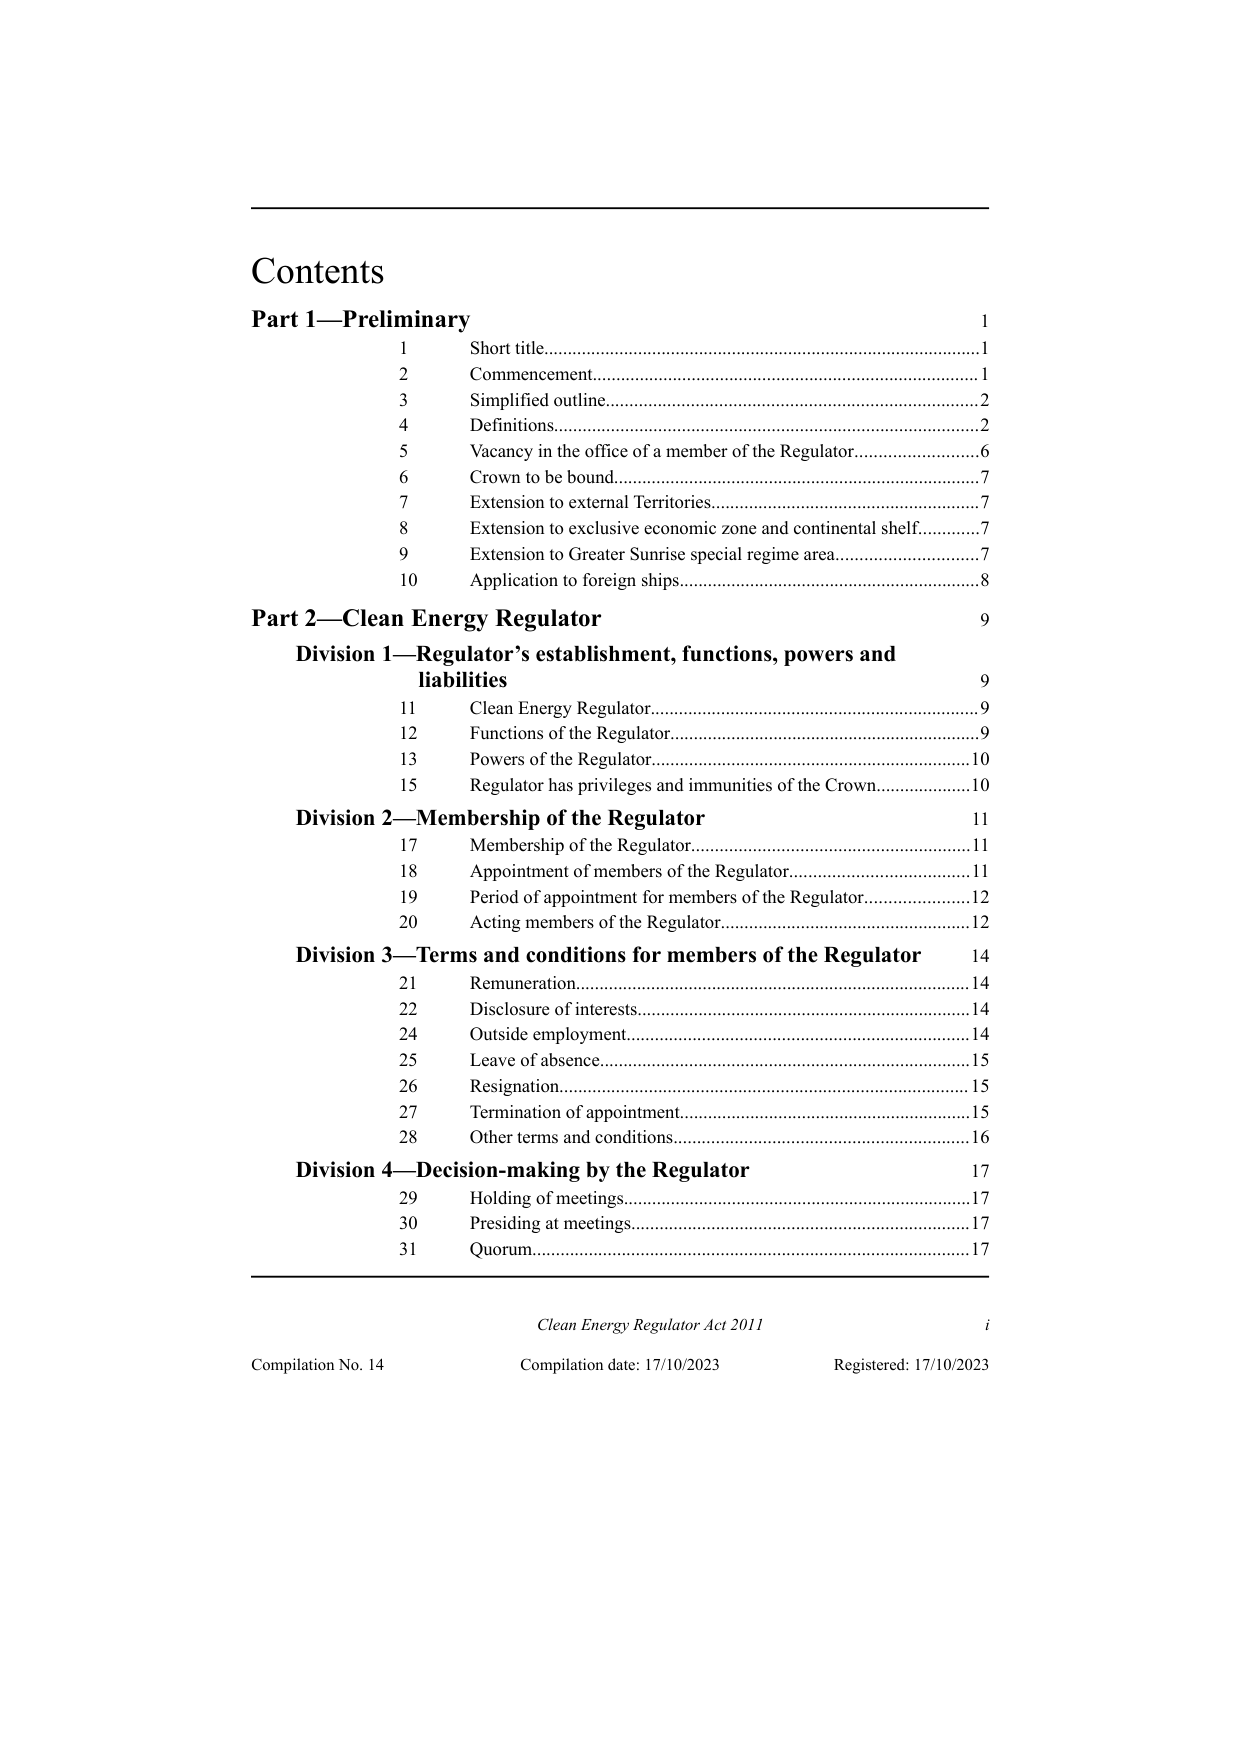 Contents
Part 1—Preliminary 1
1 Short title...............................................................................................1
2 Commencement.................................................................................. 1
3 Simplified outline................................................................................2
4 Definitions...........................................................................................2
5 Vacancy in the office of a member of the Regulator...........................6
6 Crown to be bound..............................................................................7
7 Extension to external Territories.........................................................7
8 Extension to exclusive economic zone and continental shelf.............7
9 Extension to Greater Sunrise special regime area...............................7
10 Application to foreign ships................................................................8
Part 2—Clean Energy Regulator 9
Division 1—Regulator’s establishment, functions, powers and
liabilities 9
11 Clean Energy Regulator......................................................................9
12 Functions of the Regulator..................................................................9
13 Powers of the Regulator....................................................................10
15 Regulator has privileges and immunities of the Crown....................10
Division 2—Membership of the Regulator 11
17 Membership of the Regulator............................................................11
18 Appointment of members of the Regulator.......................................11
19 Period of appointment for members of the Regulator.......................12
20 Acting members of the Regulator.....................................................12
Division 3—Terms and conditions for members of the Regulator 14
21 Remuneration....................................................................................14
22 Disclosure of interests.......................................................................14
24 Outside employment.........................................................................14
25 Leave of absence...............................................................................15
26 Resignation....................................................................................... 15
27 Termination of appointment..............................................................15
28 Other terms and conditions...............................................................16
Division 4—Decision-making by the Regulator 17
29 Holding of meetings..........................................................................17
30 Presiding at meetings........................................................................17
31 Quorum.............................................................................................17
Clean Energy Regulator Act 2011 i
Compilation No. 14 Compilation date: 17/10/2023 Registered: 17/10/2023